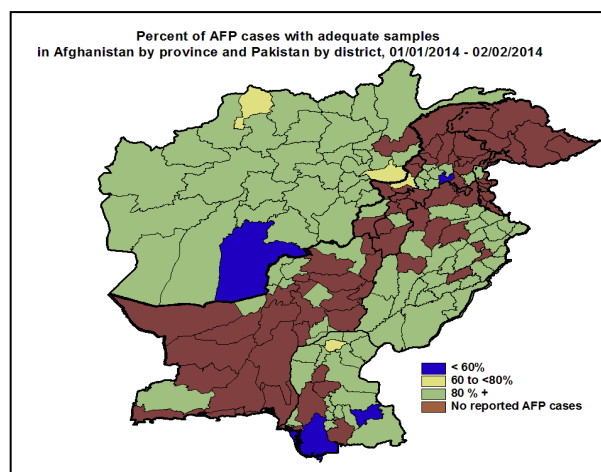 Percent of AFP cases with adequate samples
in Afghanistan by province and Pakistan by district, 01/01/2014 - 02/02/2014
< 60%
60 to <80%
80 % +
No reported AFP cases